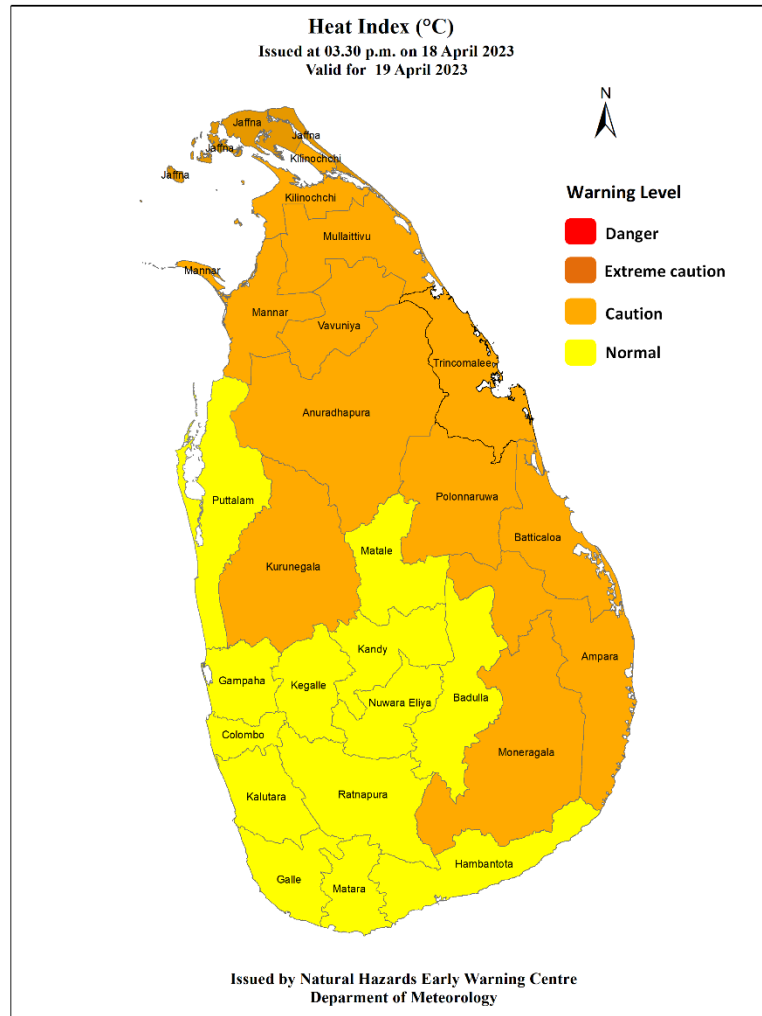 Heat Index (°C)
Issued at 03.30 p.m. on 18 April 2023
Valid for 19 April 2023
N
Jaffna
Jaffna
Jaffna
Kilinochchi
Jaffna
Kilinochchi
Mullaittivu
Mannar
Mannar
Vavuniya
Trincomalee
Anuradhapura
Puttalam
Polonnaruwa
Batticaloa
Matale
Kurunegala
Kandy
Ampara
Gampaha
Kegalle
Nuwara Eliya
Badulla
Colombo
Moneragala
Kalutara
Ratnapura
Hambantota
Galle
Matara
Warning Level
Danger
Extreme caution
Caution
Normal
Issued by Natural Hazards Early Warning Centre
Deparment of Meteorology